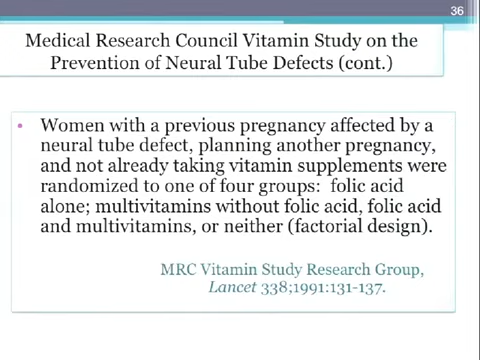 36
Medical Research Council Vitamin Study on the
Prevention of Neural Tube Defects (cont.)
• Women with a previous pregnancy affected by a
neural tube defect, planning another pregnancy,
and not already taking vitamin supplements were
randomized to one of four groups: folic acid
alone; multivitamins without folic acid, folic acid
and multivitamins, or neither (factorial design).
MRC Vitamin Study Research Group,
Lancet 338;1991:131-137.